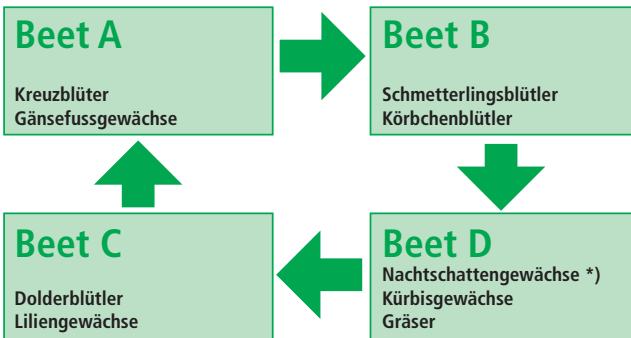 Beet A
Kreuzblüter
Gänsefussgewächse
Beet B
Schmetterlingsblütler
Körbchenblütler
Beet C
Dolderblütler
Liliengewächse
Beet D
Nachtschattengewächse *)
Kürbisgewächse
Gräser